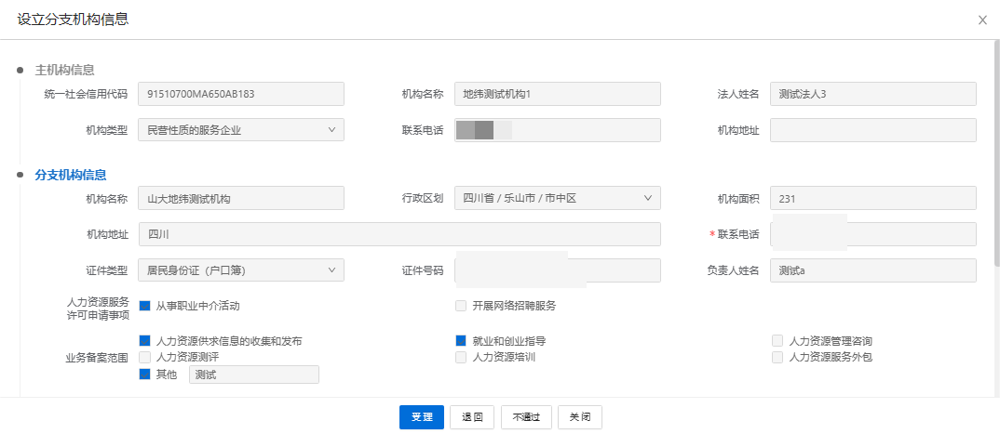 设立分支机构信息
主机构信息
统一社会信用代码 91510700MA650AB183 机构名称 地纬测试机构1 法人姓名 测试法人3
机构类型 民营性质的服务企业 联系电话 机构地址
分支机构信息
机构名称 山大地纬测试机构 行政区划 四川省 / 乐山市 / 市中区 机构面积 231
机构地址 四川 * 联系电话
证件类型 居民身份证（户口簿） 证件号码 负责人姓名 测试a
人力资源服务
许可申请事项 从事职业中介活动 开展网络招聘服务
人力资源供求信息的收集和发布 就业和创业指导 人力资源管理咨询
业务备案范围 人力资源测评 人力资源培训 人力资源服务外包
其他 测试
受理 退回 不通过 关闭